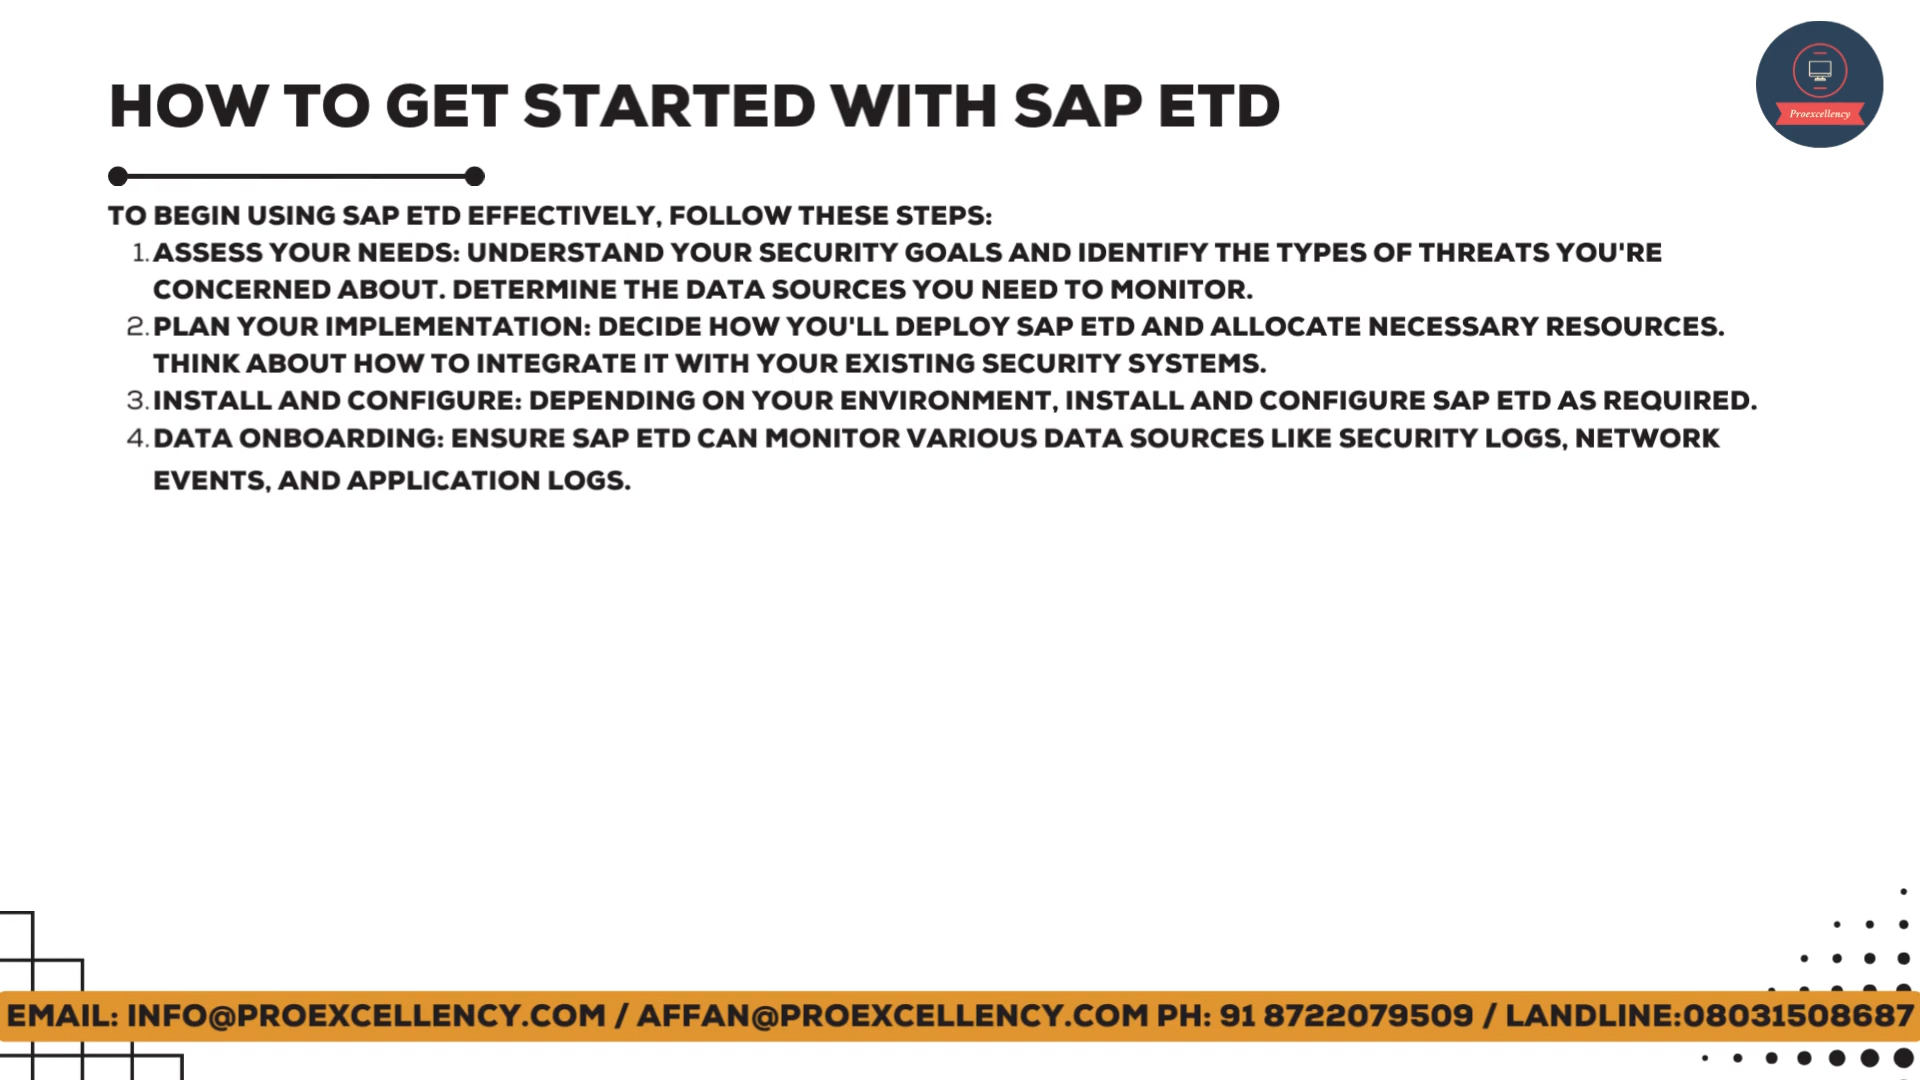 HOW TO GET STARTED WITH SAP ETD
Proexcellency
TO BEGIN USING SAP ETD EFFECTIVELY, FOLLOW THESE STEPS:
1. ASSESS YOUR NEEDS: UNDERSTAND YOUR SECURITY GOALS AND IDENTIFY THE TYPES OF THREATS YOU'RE
CONCERNED ABOUT. DETERMINE THE DATA SOURCES YOU NEED TO MONITOR.
2. PLAN YOUR IMPLEMENTATION: DECIDE HOW YOU'LL DEPLOY SAP ETD AND ALLOCATE NECESSARY RESOURCES.
THINK ABOUT HOW TO INTEGRATE IT WITH YOUR EXISTING SECURITY SYSTEMS.
3. INSTALL AND CONFIGURE: DEPENDING ON YOUR ENVIRONMENT, INSTALL AND CONFIGURE SAP ETD AS REQUIRED.
4. DATA ONBOARDING: ENSURE SAP ETD CAN MONITOR VARIOUS DATA SOURCES LIKE SECURITY LOGS, NETWORK
EVENTS, AND APPLICATION LOGS.
EMAIL: INFO@PROEXCELLENCY.COM / AFFAN@PROEXCELLENCY.COM PH: 91 8722079509 / LANDLINE:08031508687